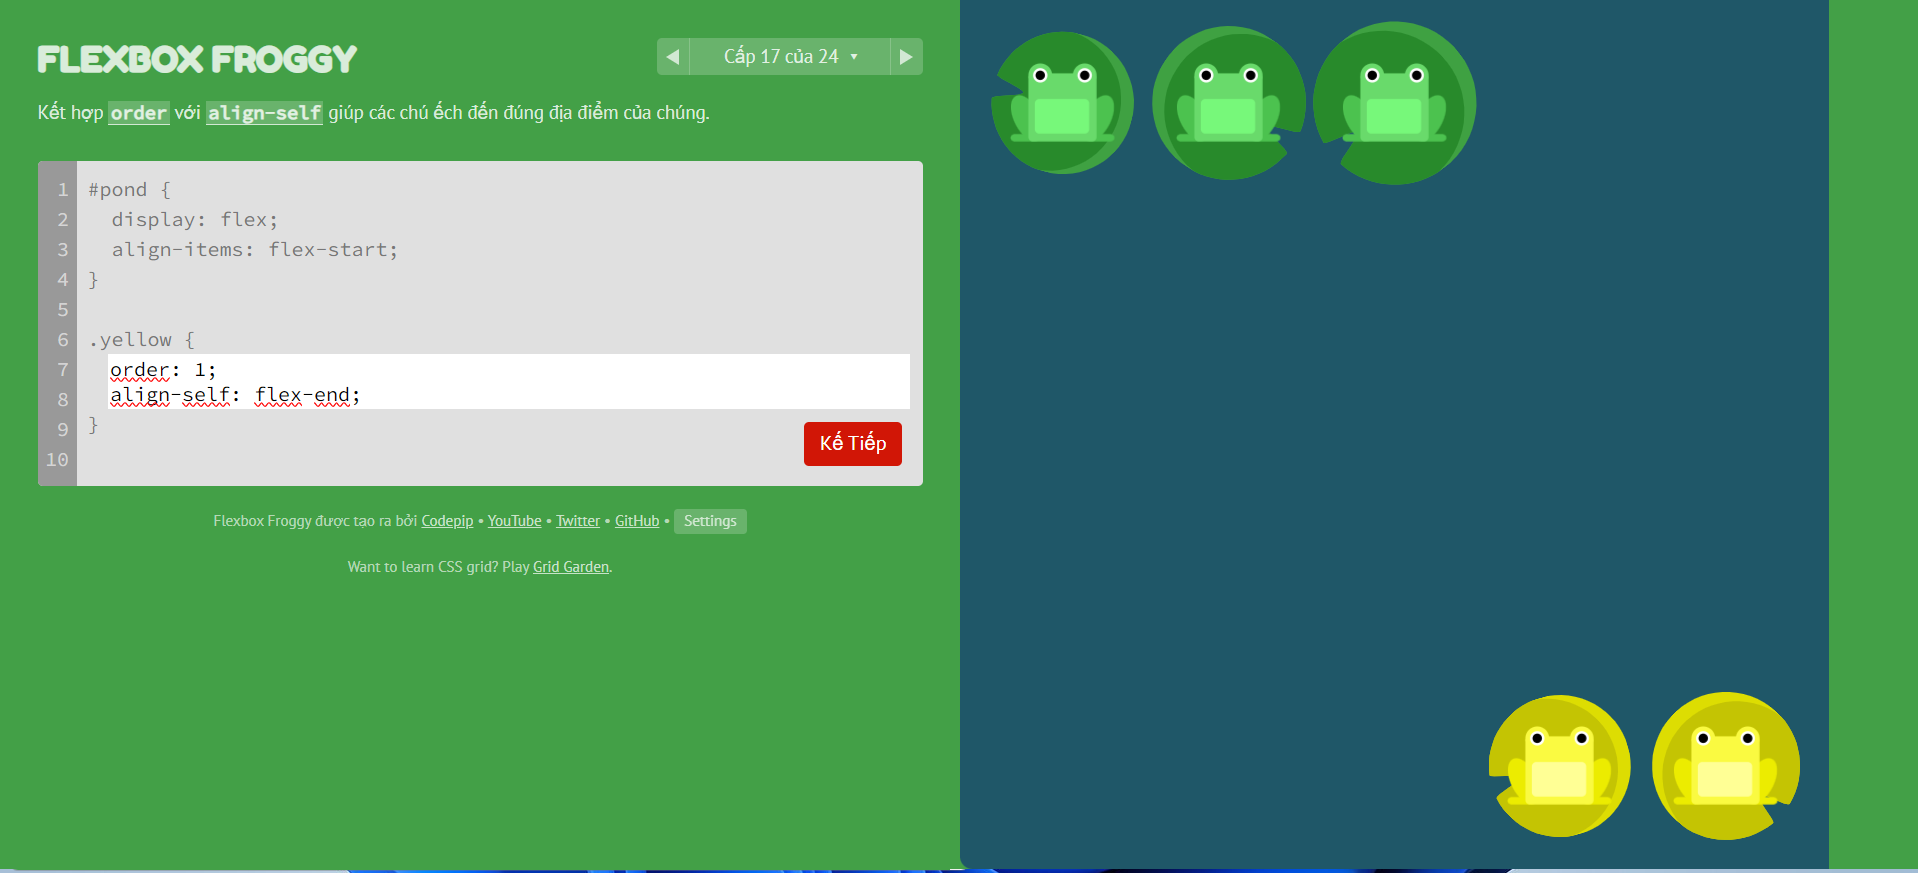 FLEXBOX FROGGY
Cấp 17 của 24
Kết hợp order với align-self giúp các chú ếch đến đúng địa điểm của chúng.
1 #pond {
2 display: flex;
3 align-items: flex-start;
4 }
5
6 .yellow {
7 order: 1;
8 align-self: flex-end;
9 }
10
Kế Tiếp
Flexbox Froggy được tạo ra bởi Codepip • YouTube • Twitter • GitHub • Settings
Want to learn CSS grid? Play Grid Garden.